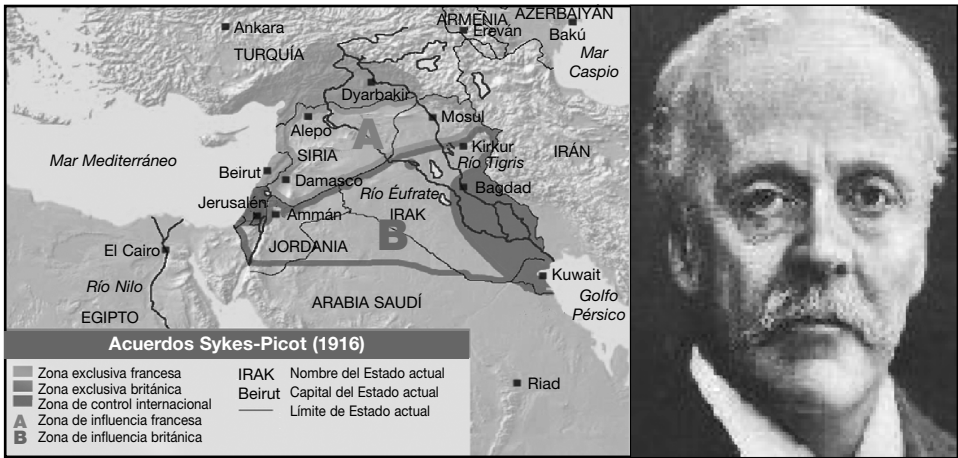 Ankara
TURQUÍA
ARMENIA
Ereván
AZERBAIYÁN
Bakú
Mar
Caspio
Dyarbakir
Alepo
A
Mosul
SIRIA
Kirkur
Río Tigris
IRÁN
Mar Mediterráneo
Beirut
Damasco
Río Éufrate
Bagdad
Jerusalén
Ammán
IRAK
B
JORDANIA
El Cairo
Kuwait
Río Nilo
Golfo
Pérsico
ARABIA SAUDÍ
EGIPTO
Riad
Acuerdos Sykes-Picot (1916)
Zona exclusiva francesa
Zona exclusiva británica
Zona de control internacional
A Zona de influencia francesa
B Zona de influencia británica
IRAK Nombre del Estado actual
Beirut Capital del Estado actual
Límite de Estado actual